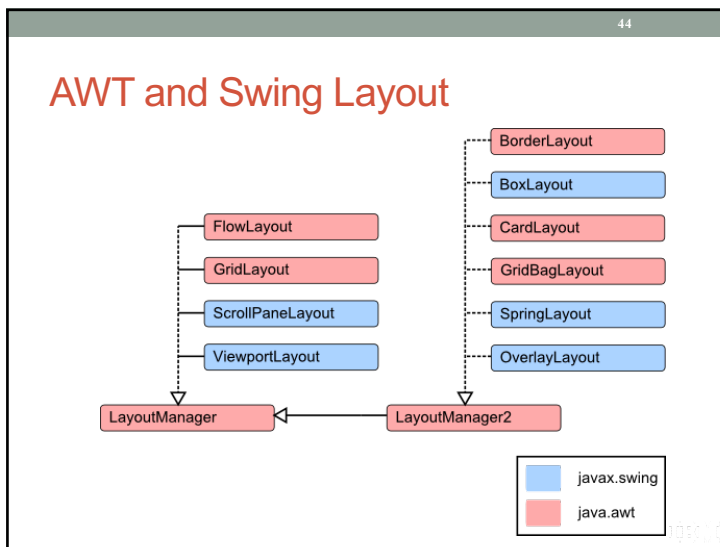 44
AWT and Swing Layout
BorderLayout
BoxLayout
FlowLayout
CardLayout
GridLayout
GridBagLayout
ScrollPaneLayout
SpringLayout
ViewportLayout
OverlayLayout
LayoutManager
LayoutManager2
javax.swing
java.awt